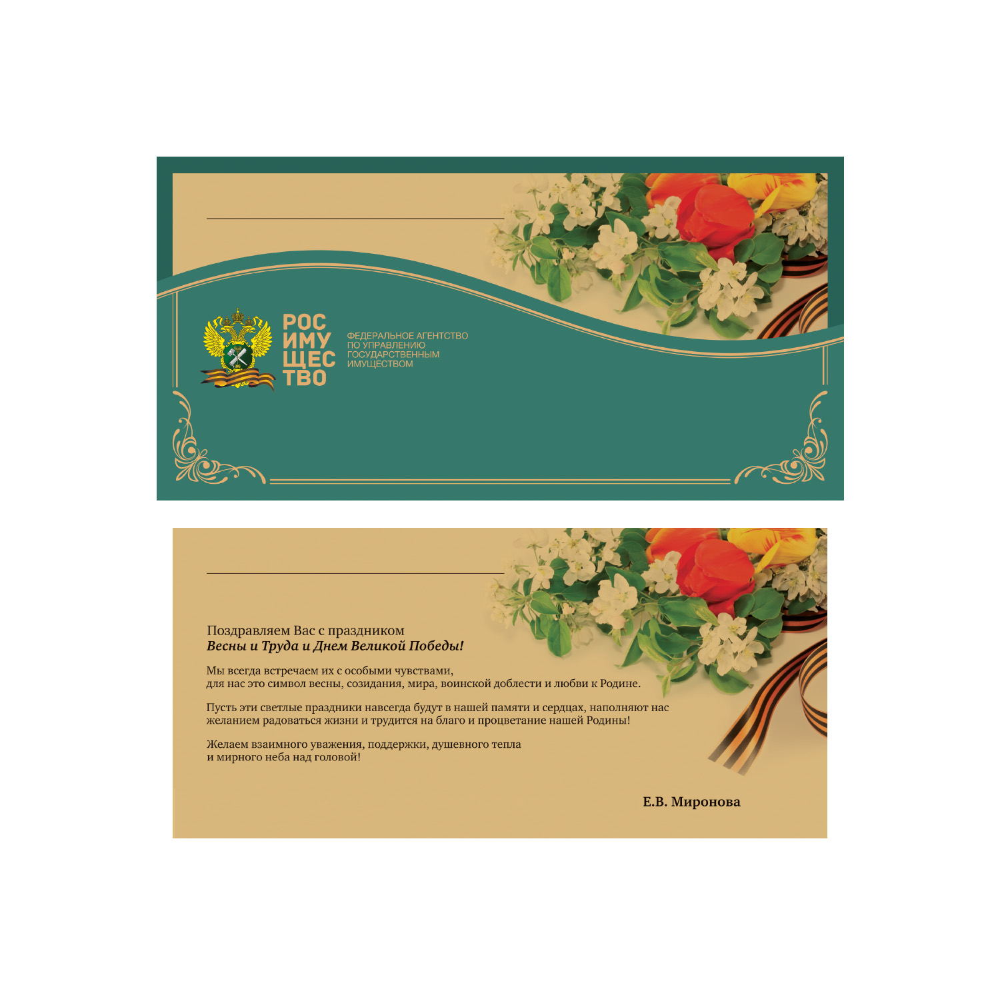 РОС
ИМУ
ЩЕС
ТВО
ФЕДЕРАЛЬНОЕ АГЕНТСТВО
ПО УПРАВЛЕНИЮ
ГОСУДАРСТВЕННЫМ
ИМУЩЕСТВОМ
Поздравляем Вас с праздником
Весны и Труда и Днем Великой Победы!
Мы всегда встречаем их с особыми чувствами,
для нас это символ весны, созидания, мира, воинской доблести и любви к Родине.
Пусть эти светлые праздники навсегда будут в нашей памяти и сердцах, наполняют нас
желанием радоваться жизни и трудится на благо и процветание нашей Родины!
Желаем взаимного уважения, поддержки, душевного тепла
и мирного неба над головой!
Е.В. Миронова